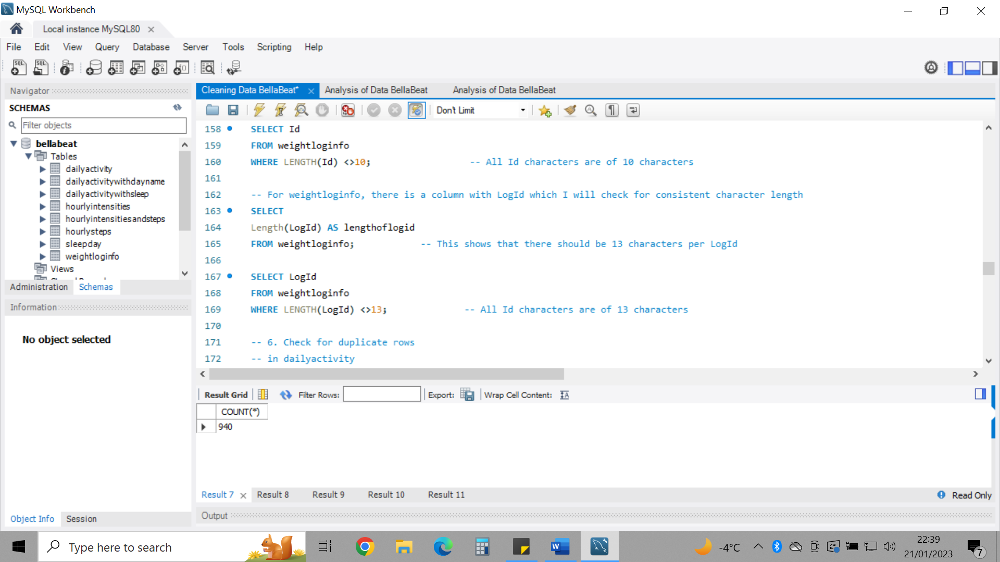 MySQL Workbench
Local instance MySQL80
File Edit View Query Database Server Tools Scripting Help
Navigator
SCHEMAS
Filter objects
bellabeat
Tables
dailyactivity
dailyactivitywithdayname
dailyactivitywithsleep
hourlyintensities
hourlyintensitiesandsteps
hourlysteps
sleepday
weightloginfo
Views
Administration Schemas
Information
No object selected
Object Info Session
Cleaning Data BellaBeat* Analysis of Data BellaBeat Analysis of Data BellaBeat
Don't Limit
158 SELECT Id
159 FROM weightloginfo
160 WHERE LENGTH(Id) <>10; -- All Id characters are of 10 characters
161
162 -- For weightloginfo, there is a column with LogId which I will check for consistent character length
163 SELECT
164 Length(LogId) AS lengthoflogid
165 FROM weightloginfo; -- This shows that there should be 13 characters per LogId
166
167 SELECT LogId
168 FROM weightloginfo
169 WHERE LENGTH(LogId) <>13; -- All Id characters are of 13 characters
170
171 -- 6. Check for duplicate rows
172 -- in dailyactivity
Result Grid Filter Rows: Export: Wrap Cell Content:
COUNT(*)
940
Result 7 Result 8 Result 9 Result 10 Result 11
Read Only
Output
Type here to search
-4°C
22:39
21/01/2023
7